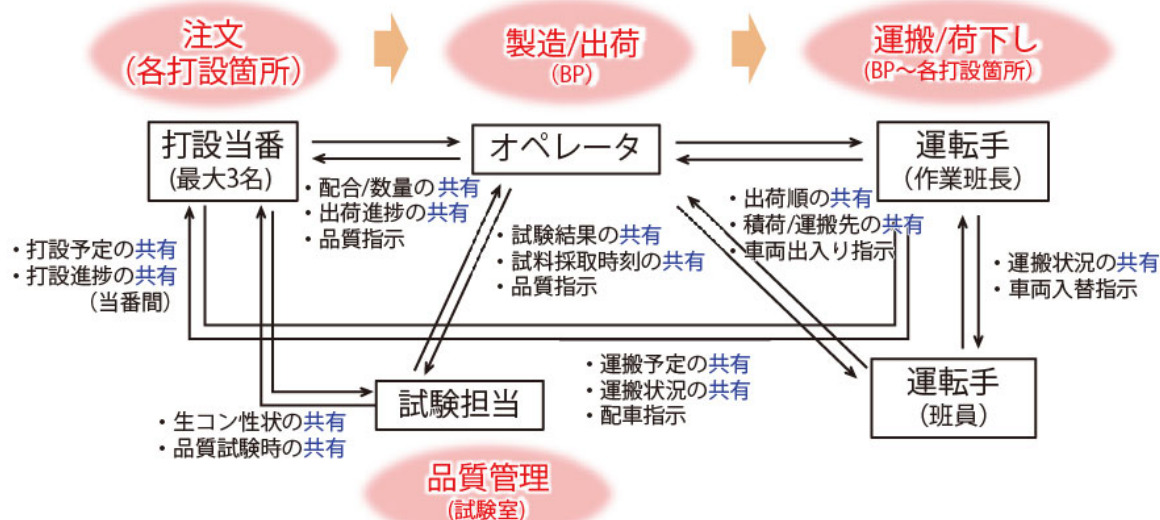 注文
（各打設箇所）
製造/出荷
（BP）
運搬/荷下し
(BP～各打設箇所）
打設当番
(最大3名)
オペレータ
運転手
（作業班長）
・配合/数量の共有
・出荷進捗の共有
・品質指示
・試験結果の共有
・試料採取時刻の共有
・品質指示
・出荷順の共有
・積荷/運搬先の共有
・車両出入り指示
・打設予定の共有
・打設進捗の共有
（当番間）
・運搬状況の共有
・車両入替指示
・運搬予定の共有
・運搬状況の共有
・配車指示
試験担当
運転手
（班員）
・生コン性状の共有
・品質試験時の共有
品質管理
(試験室)